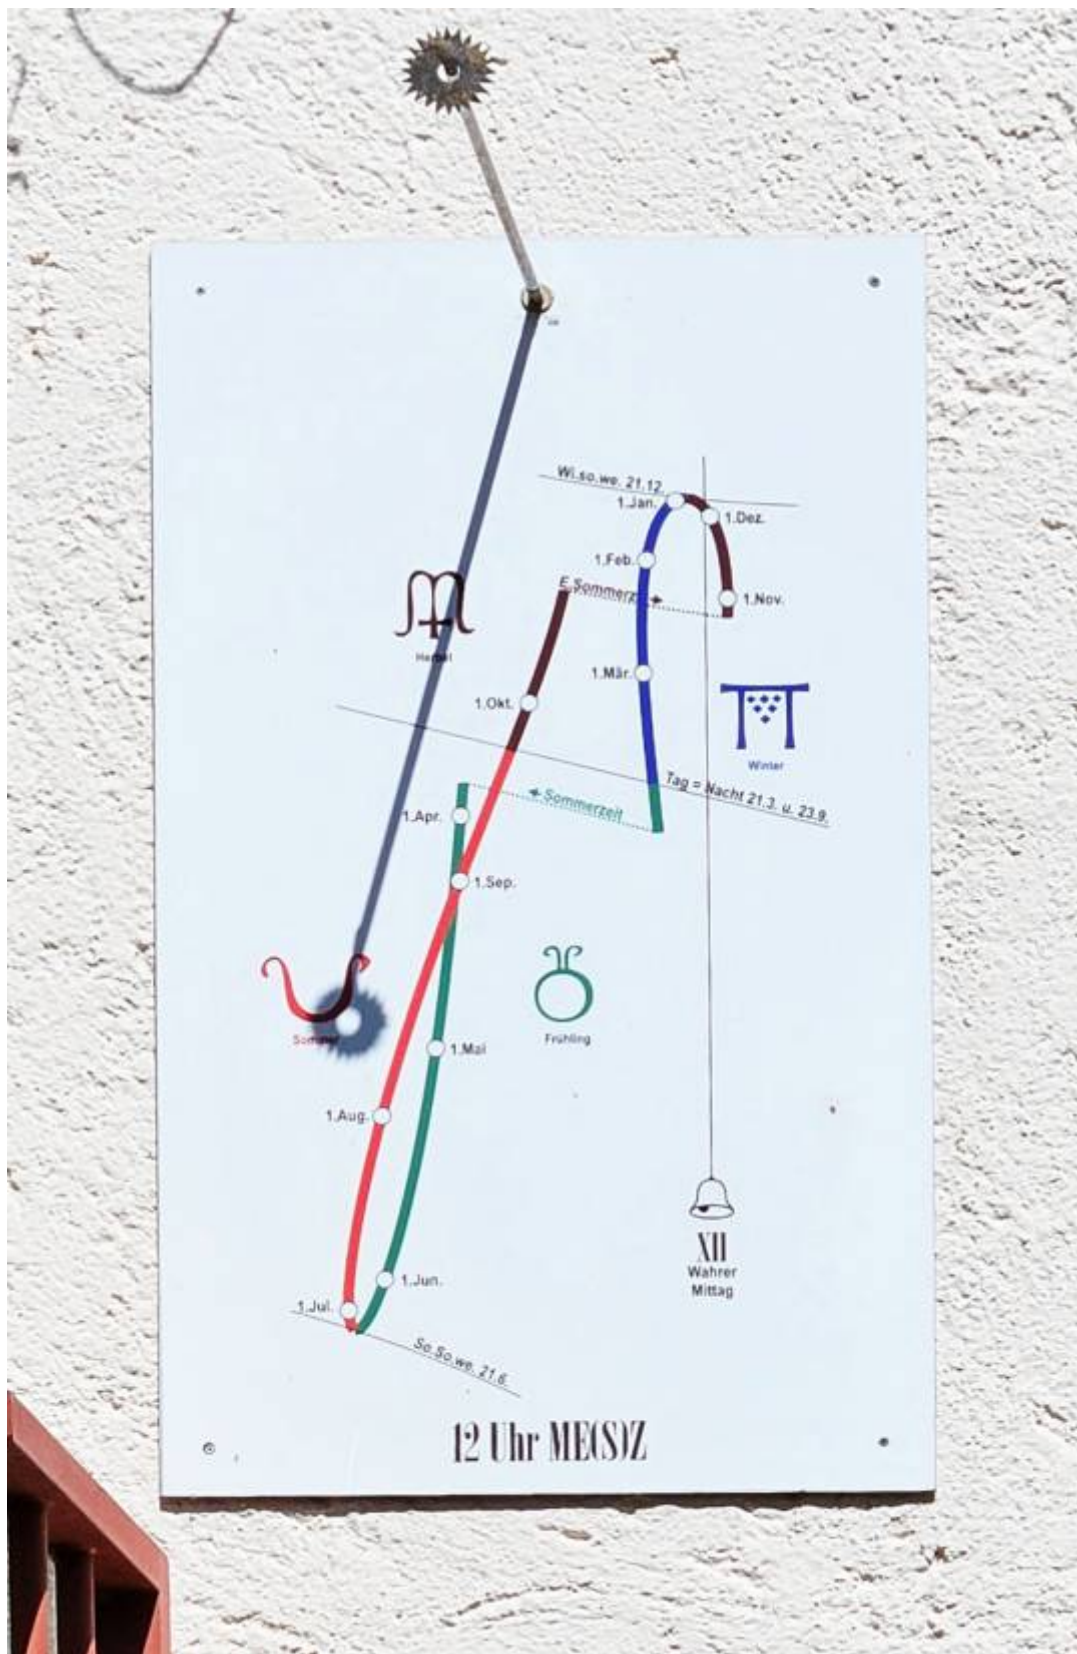 Wi.so.we. 21.12.
1.Jan.
1.Dez.
1.Feb.
E.Sommerz.
1.Nov.
Herbst
1.Mär.
1.Okt.
Winter
Tag = Nacht 21.3. u. 23.9.
Sommerzeit
1.Apr.
1.Sep.
Sommer
Frühling
1.Mai
1.Aug.
XII
Wahrer
Mittag
1.Jun.
1.Jul.
So.So.we. 21.6.
12 Uhr ME(S)Z